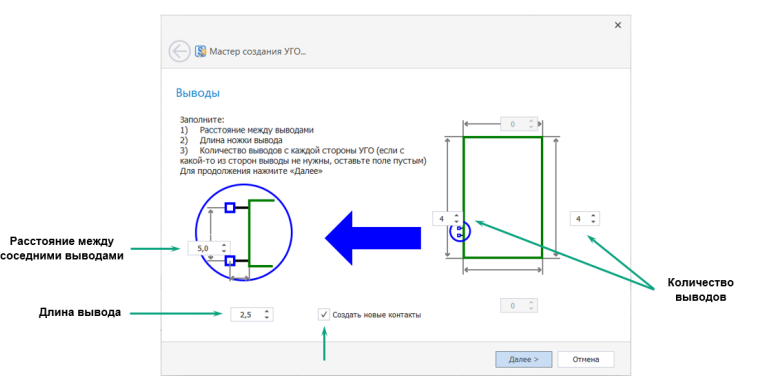 Мастер создания УГО...
Выводы
Заполните:
1) Расстояние между выводами
2) Длина ножки вывода
3) Количество выводов с каждой стороны УГО (если с
какой-то из сторон выводы не нужны, оставьте поле пустым)
Для продолжения нажмите «Далее»
0
4
4
5,0
Расстояние между
соседними выводами
Количество
выводов
Длина вывода
2,5
Создать новые контакты
0
Далее >
Отмена